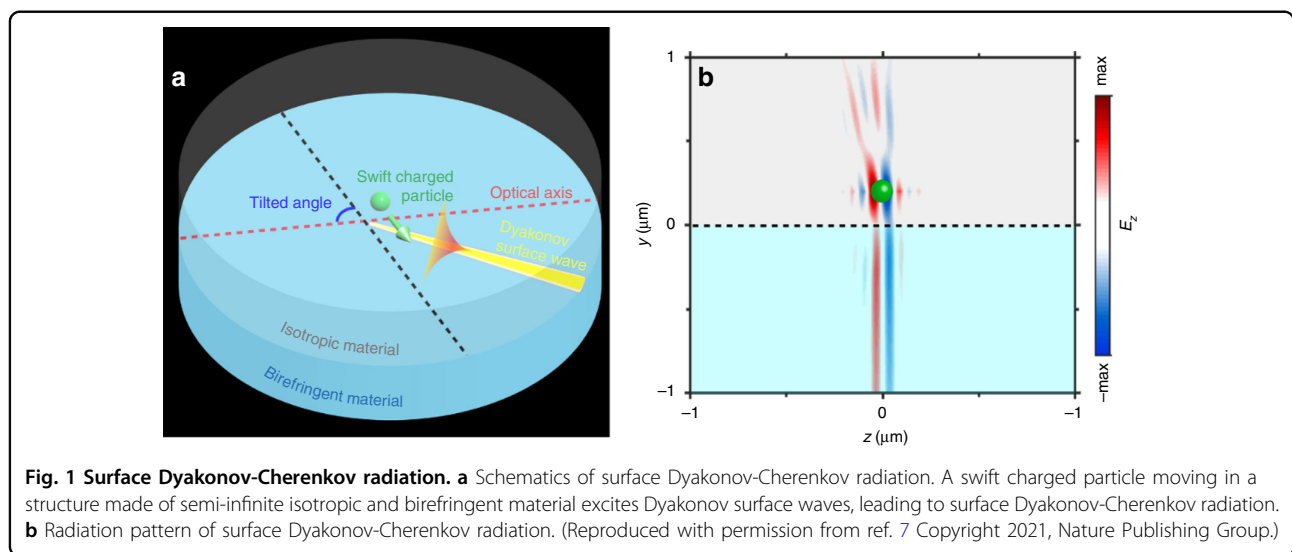 a
Swift charged
particle
Tilted angle
Optical axis
Dyakonov
surface wave
Isotropic material
Birefringent material
b
1
0
−1
y (μm)
−1
0
−1
z (μm)
max
E_z
−max
Fig. 1 Surface Dyakonov-Cherenkov radiation. a Schematics of surface Dyakonov-Cherenkov radiation. A swift charged particle moving in a
structure made of semi-infinite isotropic and birefringent material excites Dyakonov surface waves, leading to surface Dyakonov-Cherenkov radiation.
b Radiation pattern of surface Dyakonov-Cherenkov radiation. (Reproduced with permission from ref. 7 Copyright 2021, Nature Publishing Group.)